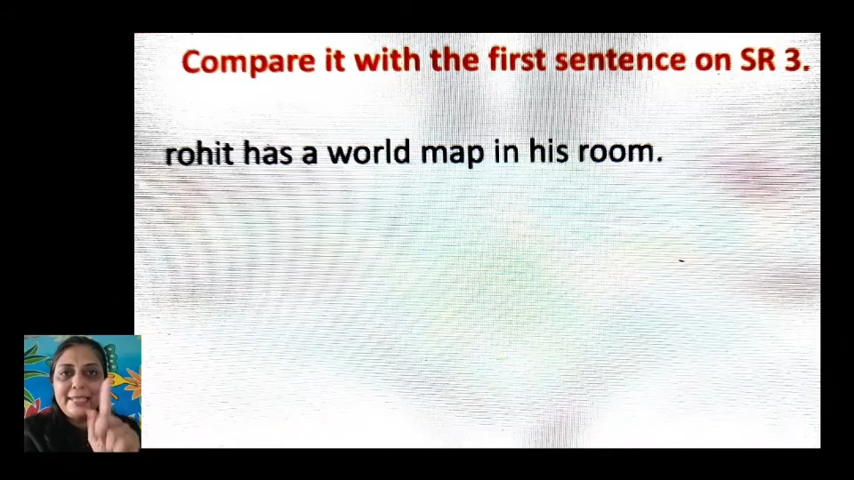 Compare it with the first sentence on SR 3.
rohit has a world map in his room.